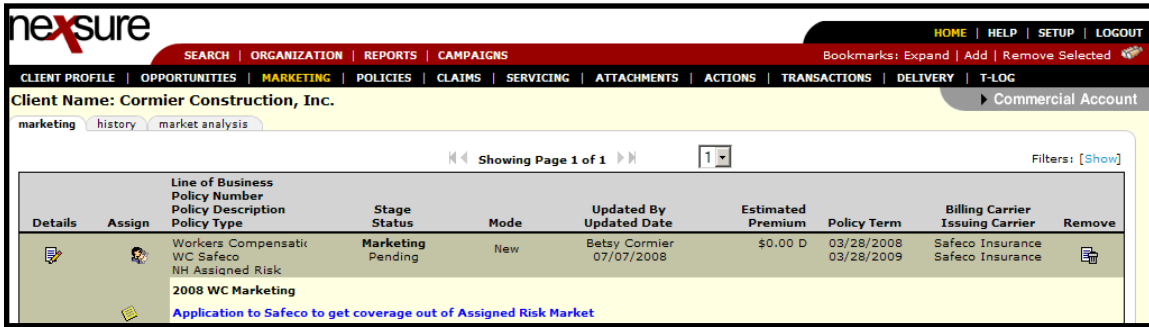 nexsure
HOME | HELP | SETUP | LOGOUT
SEARCH | ORGANIZATION | REPORTS | CAMPAIGNS
Bookmarks: Expand | Add | Remove Selected
CLIENT PROFILE | OPPORTUNITIES | MARKETING | POLICIES | CLAIMS | SERVICING | ATTACHMENTS | ACTIONS | TRANSACTIONS | DELIVERY | T-LOG
Client Name: Cormier Construction, Inc.
Commercial Account
marketing history market analysis
Showing Page 1 of 1
1
Filters: [Show]
Details
Assign
Line of Business
Policy Number
Policy Description
Policy Type
Stage
Status
Mode
Updated By
Updated Date
Estimated
Premium
Policy Term
Billing Carrier
Issuing Carrier
Remove
Workers Compensatic
WC Safeco
NH Assigned Risk
Marketing
Pending
New
Betsy Cormier
07/07/2008
$0.00 D
03/28/2008
03/28/2009
Safeco Insurance
Safeco Insurance
2008 WC Marketing
Application to Safeco to get coverage out of Assigned Risk Market